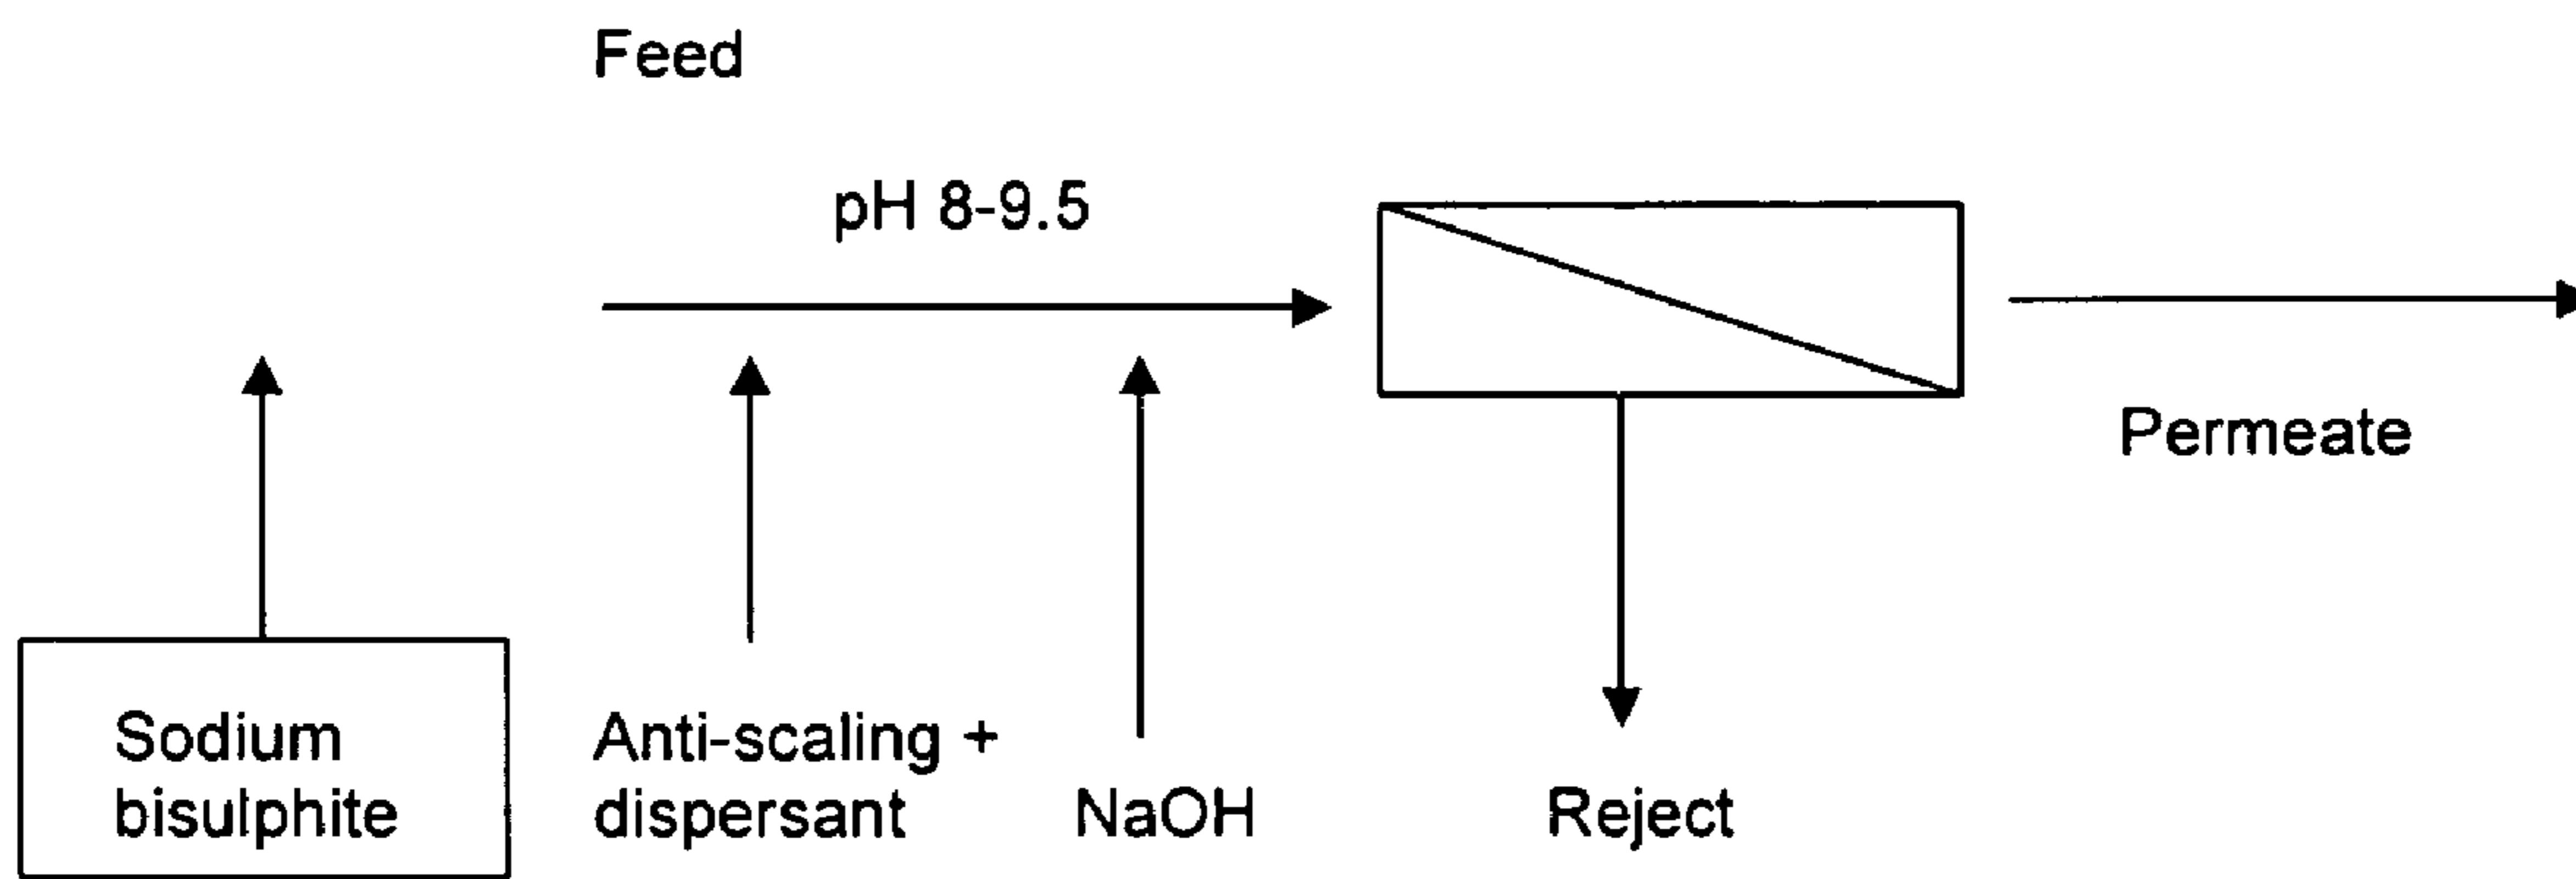 Feed
pH 8-9.5
Permeate
Sodium
bisulphite
Anti-scaling +
dispersant
NaOH
Reject